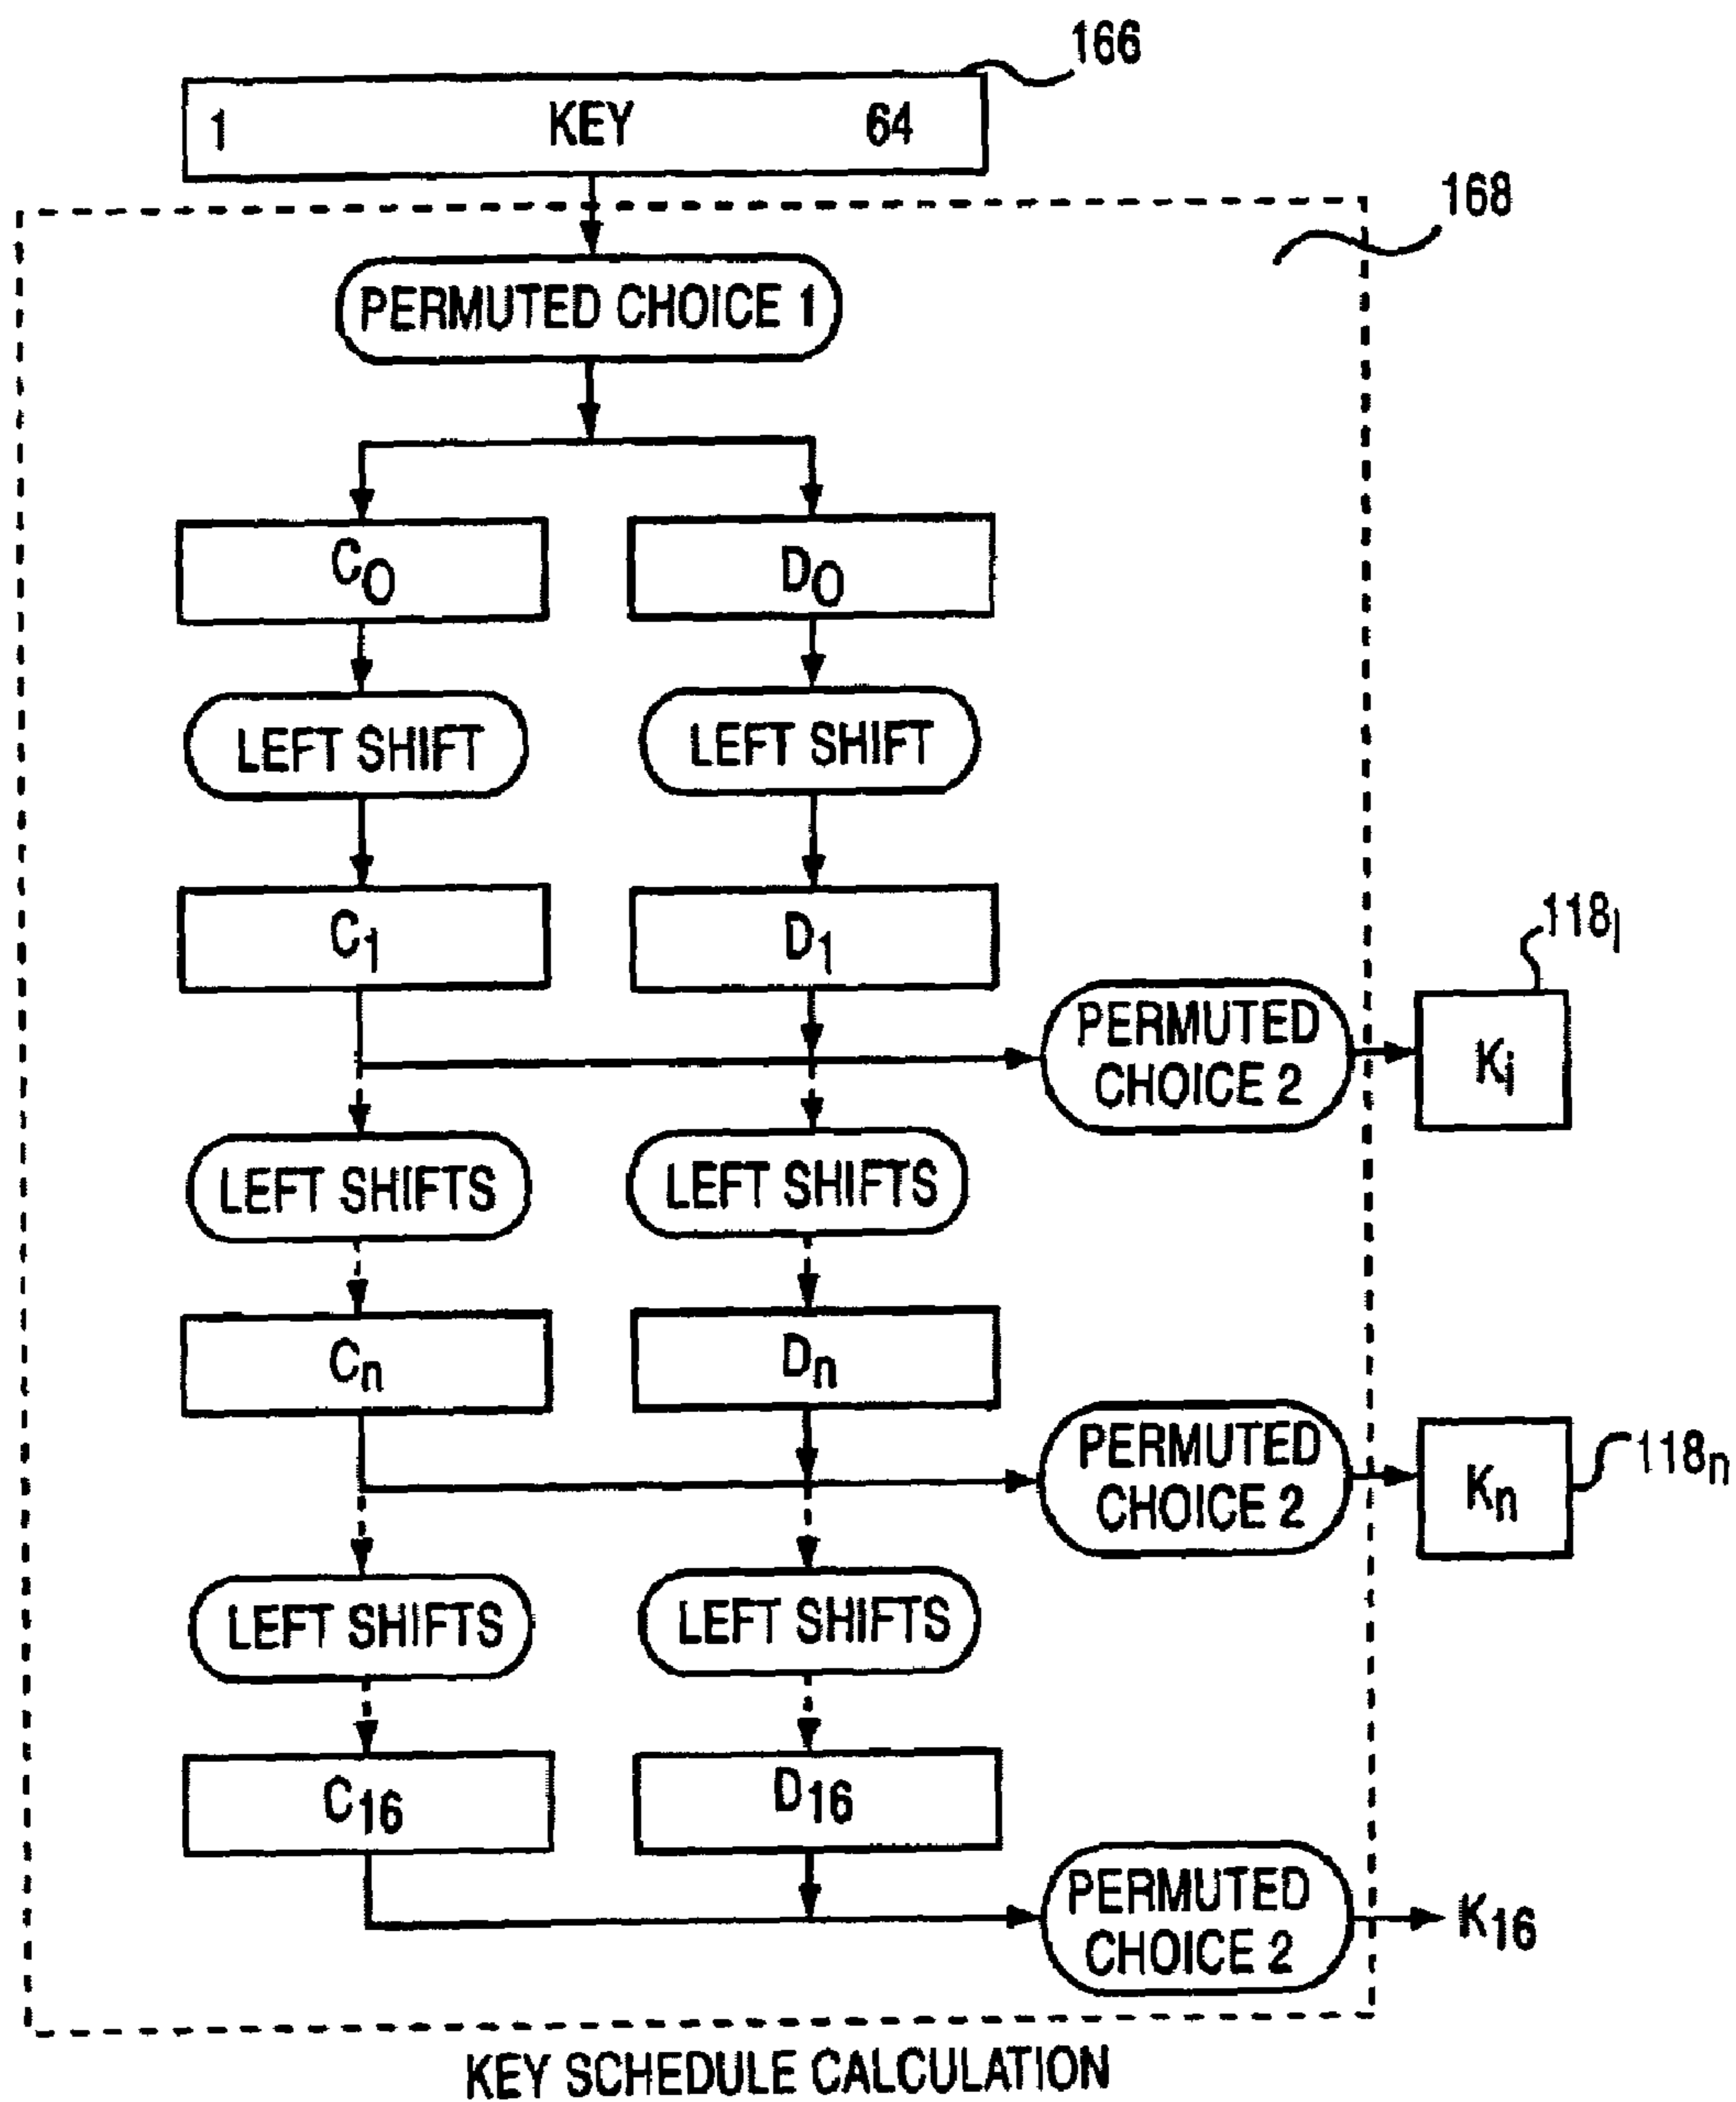 166
1 KEY 64
168
PERMUTED CHOICE 1
C0 D0
LEFT SHIFT LEFT SHIFT
C1 D1
118i
PERMUTED
CHOICE 2
Ki
LEFT SHIFTS LEFT SHIFTS
Cn Dn
PERMUTED
CHOICE 2
Kn
118n
LEFT SHIFTS LEFT SHIFTS
C16 D16
PERMUTED
CHOICE 2
K16
KEY SCHEDULE CALCULATION